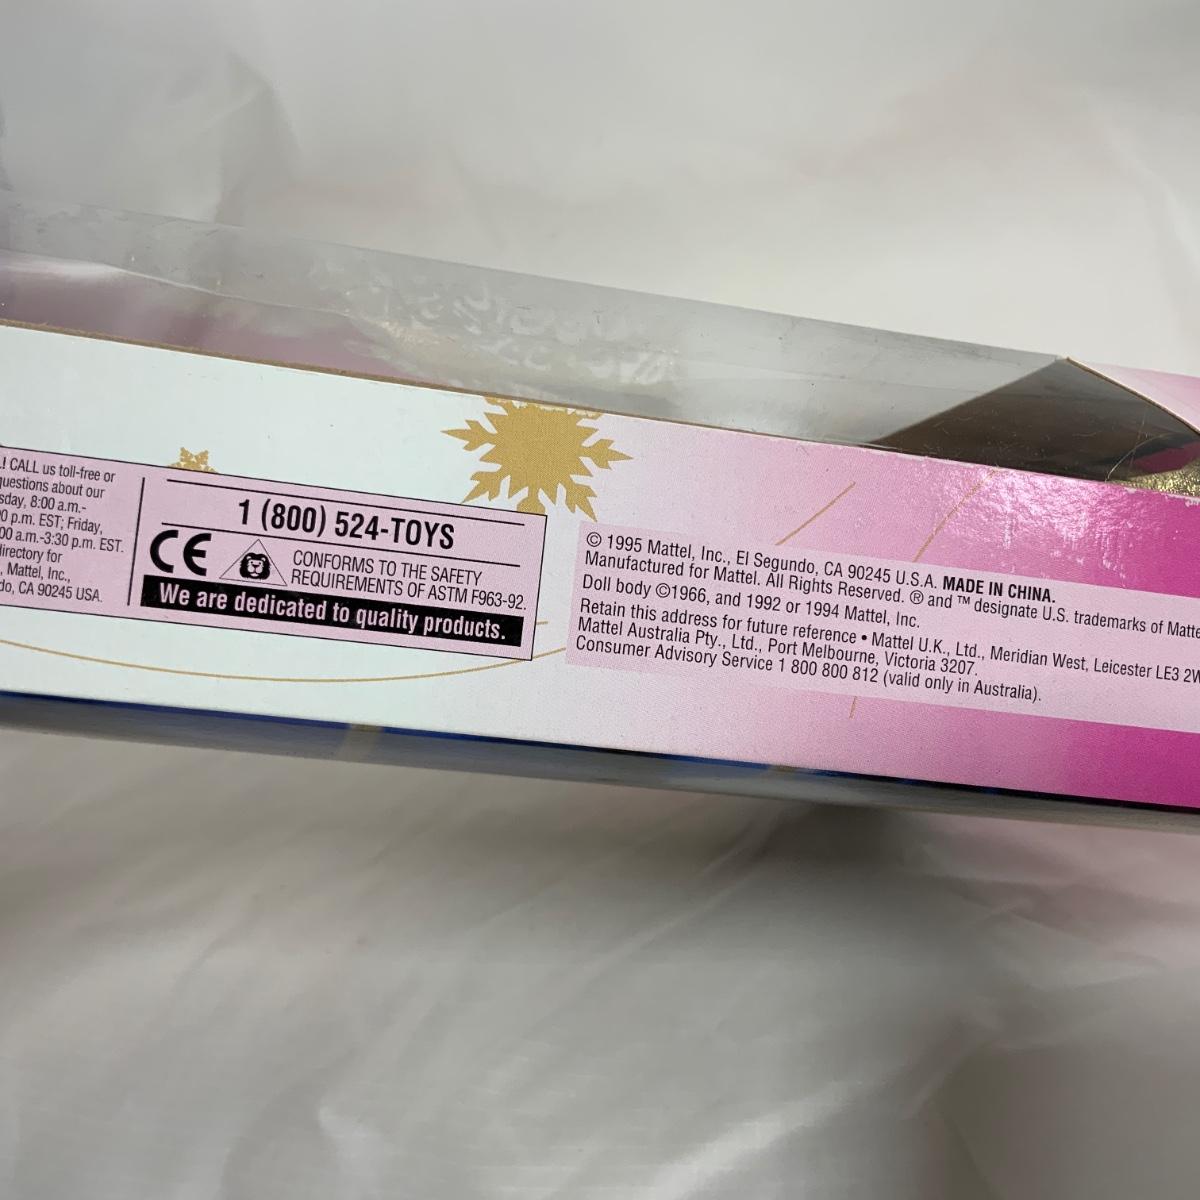 ! CALL us toll-free or
questions about our
8:00 a.m.-
p.m. EST; Friday,
a.m.-3:30 p.m. EST.
directory for
, Mattel, Inc.,
CA 90245 USA.
1 (800) 524-TOYS
CE
CONFORMS TO THE SAFETY
REQUIREMENTS OF ASTM F963-92.
We are dedicated to quality products.
© 1995 Mattel, Inc., El Segundo, CA 90245 U.S.A. MADE IN CHINA.
Manufactured for Mattel. All Rights Reserved. ® and ™ designate U.S. trademarks of
Doll body ©1966, and 1992 or 1994 Mattel, Inc.
Retain this address for future reference • Mattel U.K., Ltd., Meridian West, Leicester LE3
Mattel Australia Pty., Ltd., Port Melbourne, Victoria 3207.
Consumer Advisory Service 1 800 800 812 (valid only in Australia).